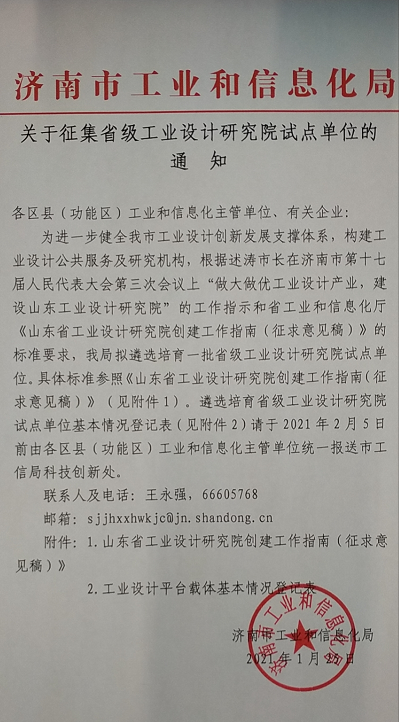 济南市工业和信息化局
关于征集省级工业设计研究院试点单位的
通 知
各区县（功能区）工业和信息化主管单位、有关企业：
为进一步健全我市工业设计创新发展支撑体系，构建工
业设计公共服务及研究机构，根据述涛市长在济南市第十七
届人民代表大会第三次会议上“做大做优工业设计产业，建
设山东工业设计研究院”的工作指示和省工业和信息化厅
《山东省工业设计研究院创建工作指南（征求意见稿）》的
标准要求，我局拟遴选培育一批省级工业设计研究院试点单
位。具体标准参照《山东省工业设计研究院创建工作指南（征
求意见稿）》（见附件1）。遴选培育省级工业设计研究院
试点单位基本情况登记表（见附件2）请于2021年2月5日
前由各区县（功能区）工业和信息化主管单位统一报送市工
信局科技创新处。
联系人及电话：王永强，66605768
邮箱：sjjhxxhwkjc@jn.shandong.cn
附件：1.山东省工业设计研究院创建工作指南（征求意
见稿）》
2.工业设计平台载体基本情况登记表
济南市工业和信息化局
2021年1月25日
济南市工业和信息化局